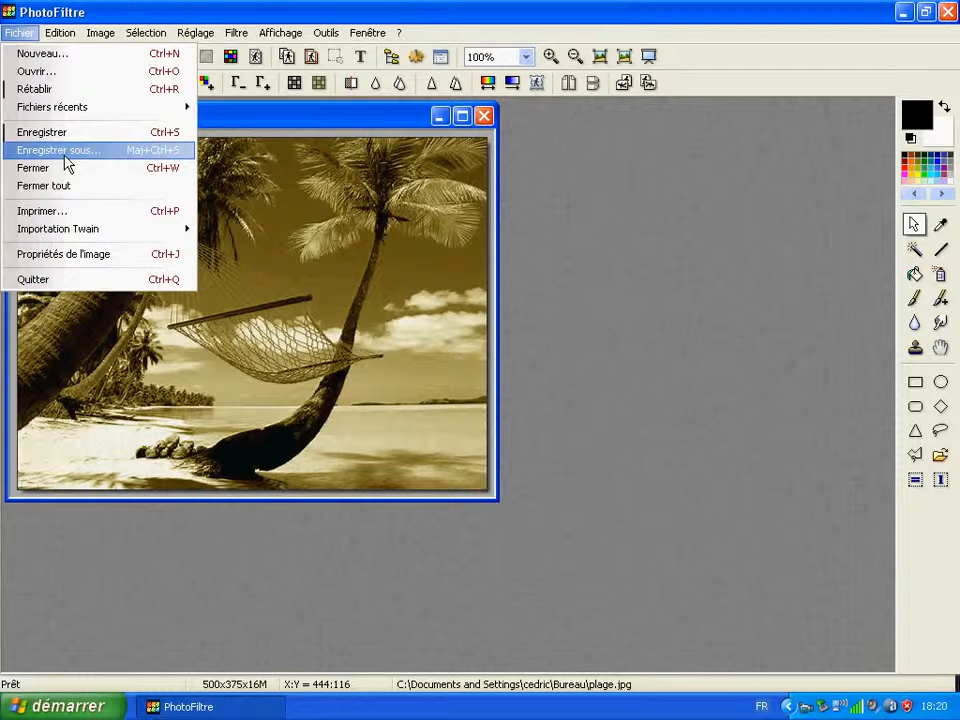 PhotoFiltre
Fichier Edition Image Sélection Réglage Filtre Affichage Outils Fenêtre ?
Nouveau... Ctrl+N
Ouvrir... Ctrl+O
Rétablir Ctrl+R
Fichiers récents
Enregistrer Ctrl+S
Enregistrer sous... Maj+Ctrl+S
Fermer Ctrl+W
Fermer tout
Imprimer... Ctrl+P
Importation Twain
Propriétés de l'image Ctrl+J
Quitter Ctrl+Q
T 100%
Prêt 500x375x16M X:Y = 444:116 C:\Documents and Settings\cedric\Bureau\plage.jpg
démarrer PhotoFiltre FR 18:20